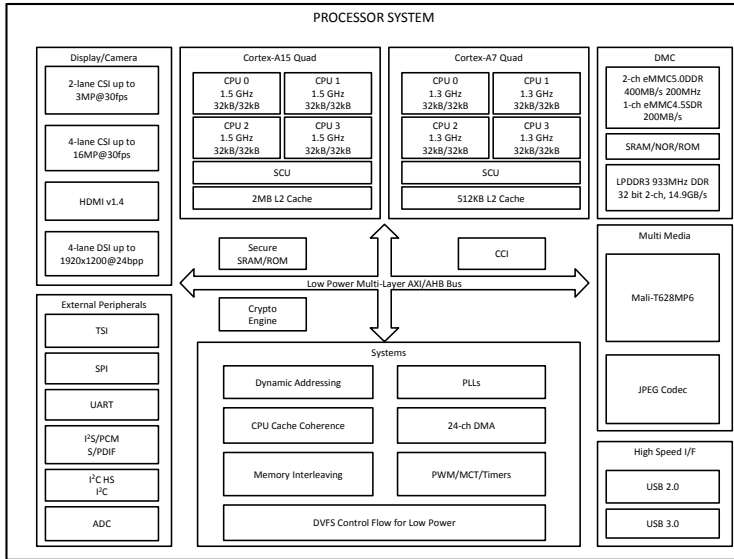 PROCESSOR SYSTEM
Display/Camera
2-lane CSI up to
3MP@30fps
4-lane CSI up to
16MP@30fps
HDMI v1.4
4-lane DSI up to
1920x1200@24bpp
Cortex-A15 Quad
CPU 0
1.5 GHz
32kB/32kB
CPU 1
1.5 GHz
32kB/32kB
CPU 2
1.5 GHz
32kB/32kB
CPU 3
1.5 GHz
32kB/32kB
SCU
2MB L2 Cache
Cortex-A7 Quad
CPU 0
1.3 GHz
32kB/32kB
CPU 1
1.3 GHz
32kB/32kB
CPU 2
1.3 GHz
32kB/32kB
CPU 3
1.3 GHz
32kB/32kB
SCU
512KB L2 Cache
DMC
2-ch eMMC5.0DDR
400MB/s 200MHz
1-ch eMMC4.5SDR
200MB/s
SRAM/NOR/ROM
LPDDR3 933MHz DDR
32 bit 2-ch, 14.9GB/s
Secure
SRAM/ROM
CCI
Low Power Multi-Layer AXI/AHB Bus
Crypto
Engine
Multi Media
Mali-T628MP6
JPEG Codec
External Peripherals
TSI
SPI
UART
I²S/PCM
S/PDIF
I²C HS
I²C
ADC
Systems
Dynamic Addressing
PLLs
CPU Cache Coherence
24-ch DMA
Memory Interleaving
PWM/MCT/Timers
DVFS Control Flow for Low Power
High Speed I/F
USB 2.0
USB 3.0